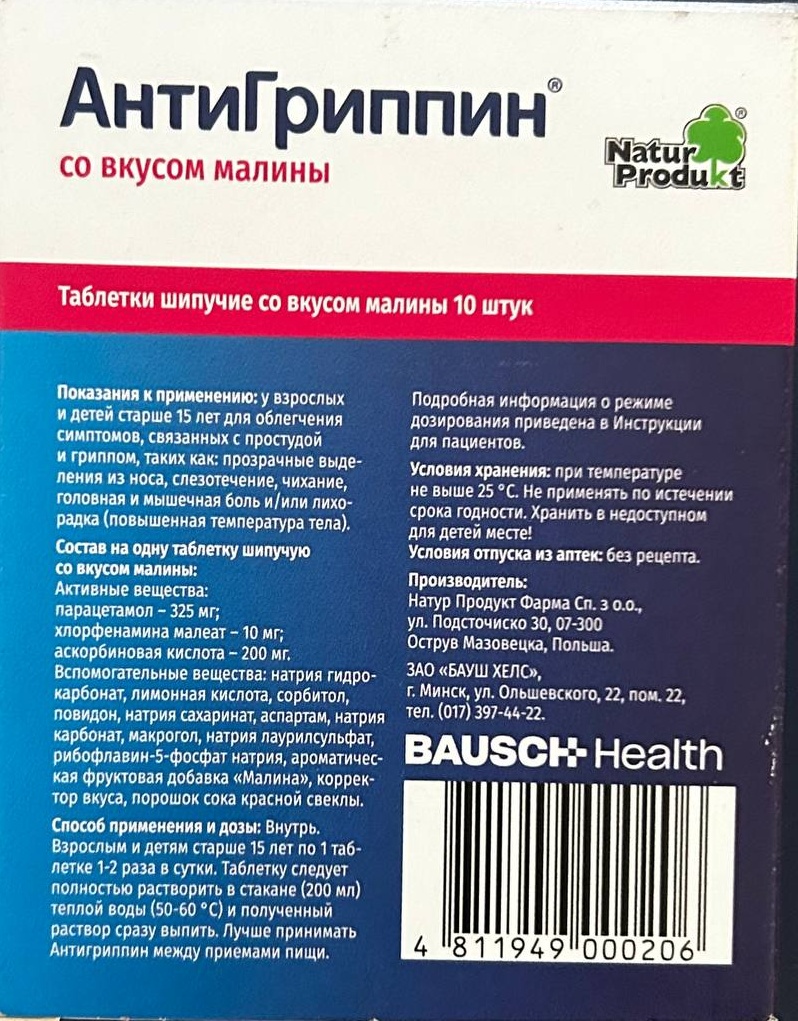 АнтиГриппин®
со вкусом малины
Natur
Produkt
®
Таблетки шипучие со вкусом малины 10 штук
Показания к применению: у взрослых
и детей старше 15 лет для облегчения
симптомов, связанных с простудой
и гриппом, таких как: прозрачные выде-
ления из носа, слезотечение, чихание,
головная и мышечная боль и/или лихо-
радка (повышенная температура тела).
Состав на одну таблетку шипучую
со вкусом малины:
Активные вещества:
парацетамол – 325 мг;
хлорфенамина малеат – 10 мг;
аскорбиновая кислота – 200 мг.
Вспомогательные вещества: натрия гидро-
карбонат, лимонная кислота, сорбитол,
повидон, натрия сахаринат, аспартам, натрия
карбонат, макрогол, натрия лаурилсульфат,
рибофлавин-5-фосфат натрия, ароматичес-
кая фруктовая добавка «Малина», коррек-
тор вкуса, порошок сока красной свеклы.
Способ применения и дозы: Внутрь.
Взрослым и детям старше 15 лет по 1 таб-
летке 1-2 раза в сутки. Таблетку следует
полностью растворить в стакане (200 мл)
теплой воды (50-60 °C) и полученный
раствор сразу выпить. Лучше принимать
Антигриппин между приемами пищи.
Подробная информация о режиме
дозирования приведена в Инструкции
для пациентов.
Условия хранения: при температуре
не выше 25 °C. Не применять по истечении
срока годности. Хранить в недоступном
для детей месте!
Условия отпуска из аптек: без рецепта.
Производитель:
Натур Продукт Фарма Сп. з о.о.,
ул. Подсточиско 30, 07-300
Острув Мазовецка, Польша.
ЗАО «БАУШ ХЕЛС»,
г. Минск, ул. Ольшевского, 22, пом. 22,
тел. (017) 397-44-22.
BAUSCH Health
4 811949 000206